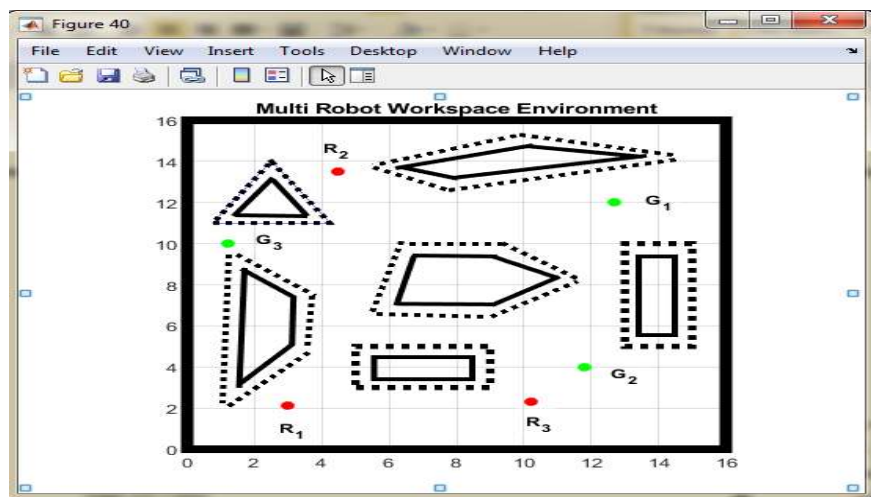 Figure 40
File Edit View Insert Tools Desktop Window Help
Multi Robot Workspace Environment
16
14
12
10
8
6
4
2
0
R2
G1
G3
G2
R1
R3
0 2 4 6 8 10 12 14 16